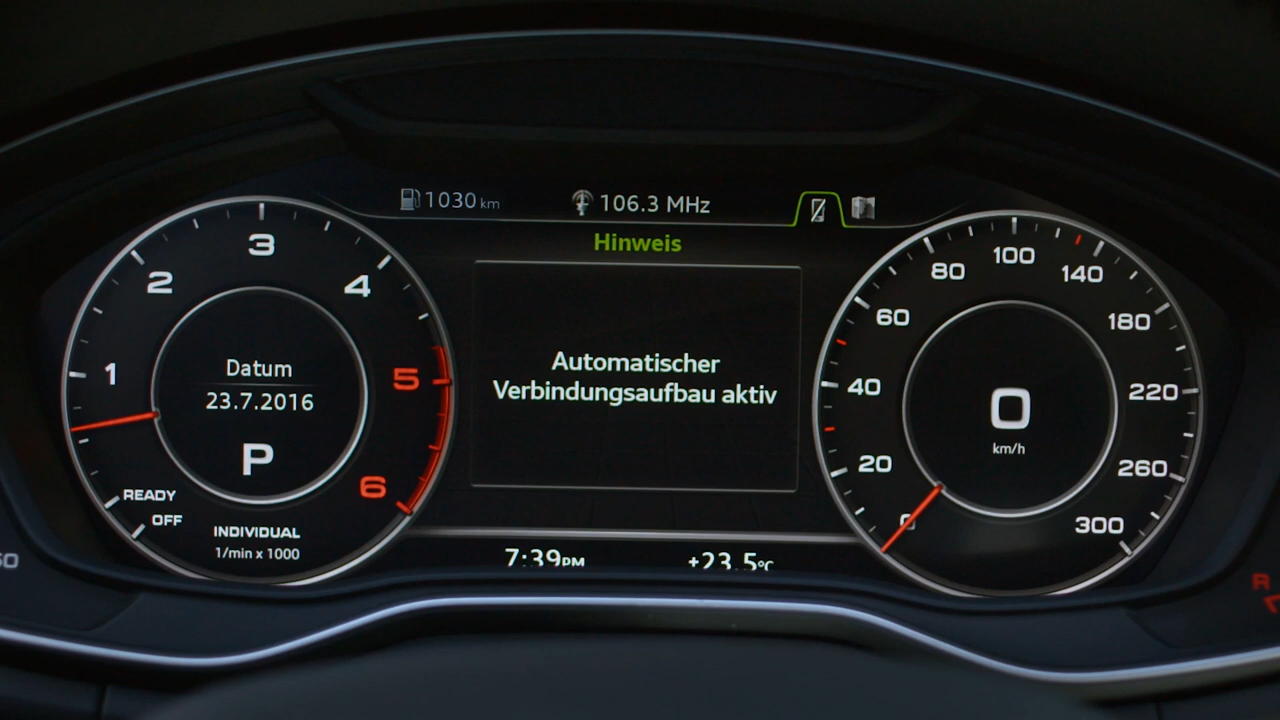 1030 km
106.3 MHz
Hinweis
Automatischer
Verbindungsaufbau aktiv
7:39PM
+23.5°C
1
2
3
4
5
6
Datum
23.7.2016
P
READY
OFF
INDIVIDUAL
1/min x 1000
0
20
40
60
80
100
140
180
220
260
300
0
km/h
R